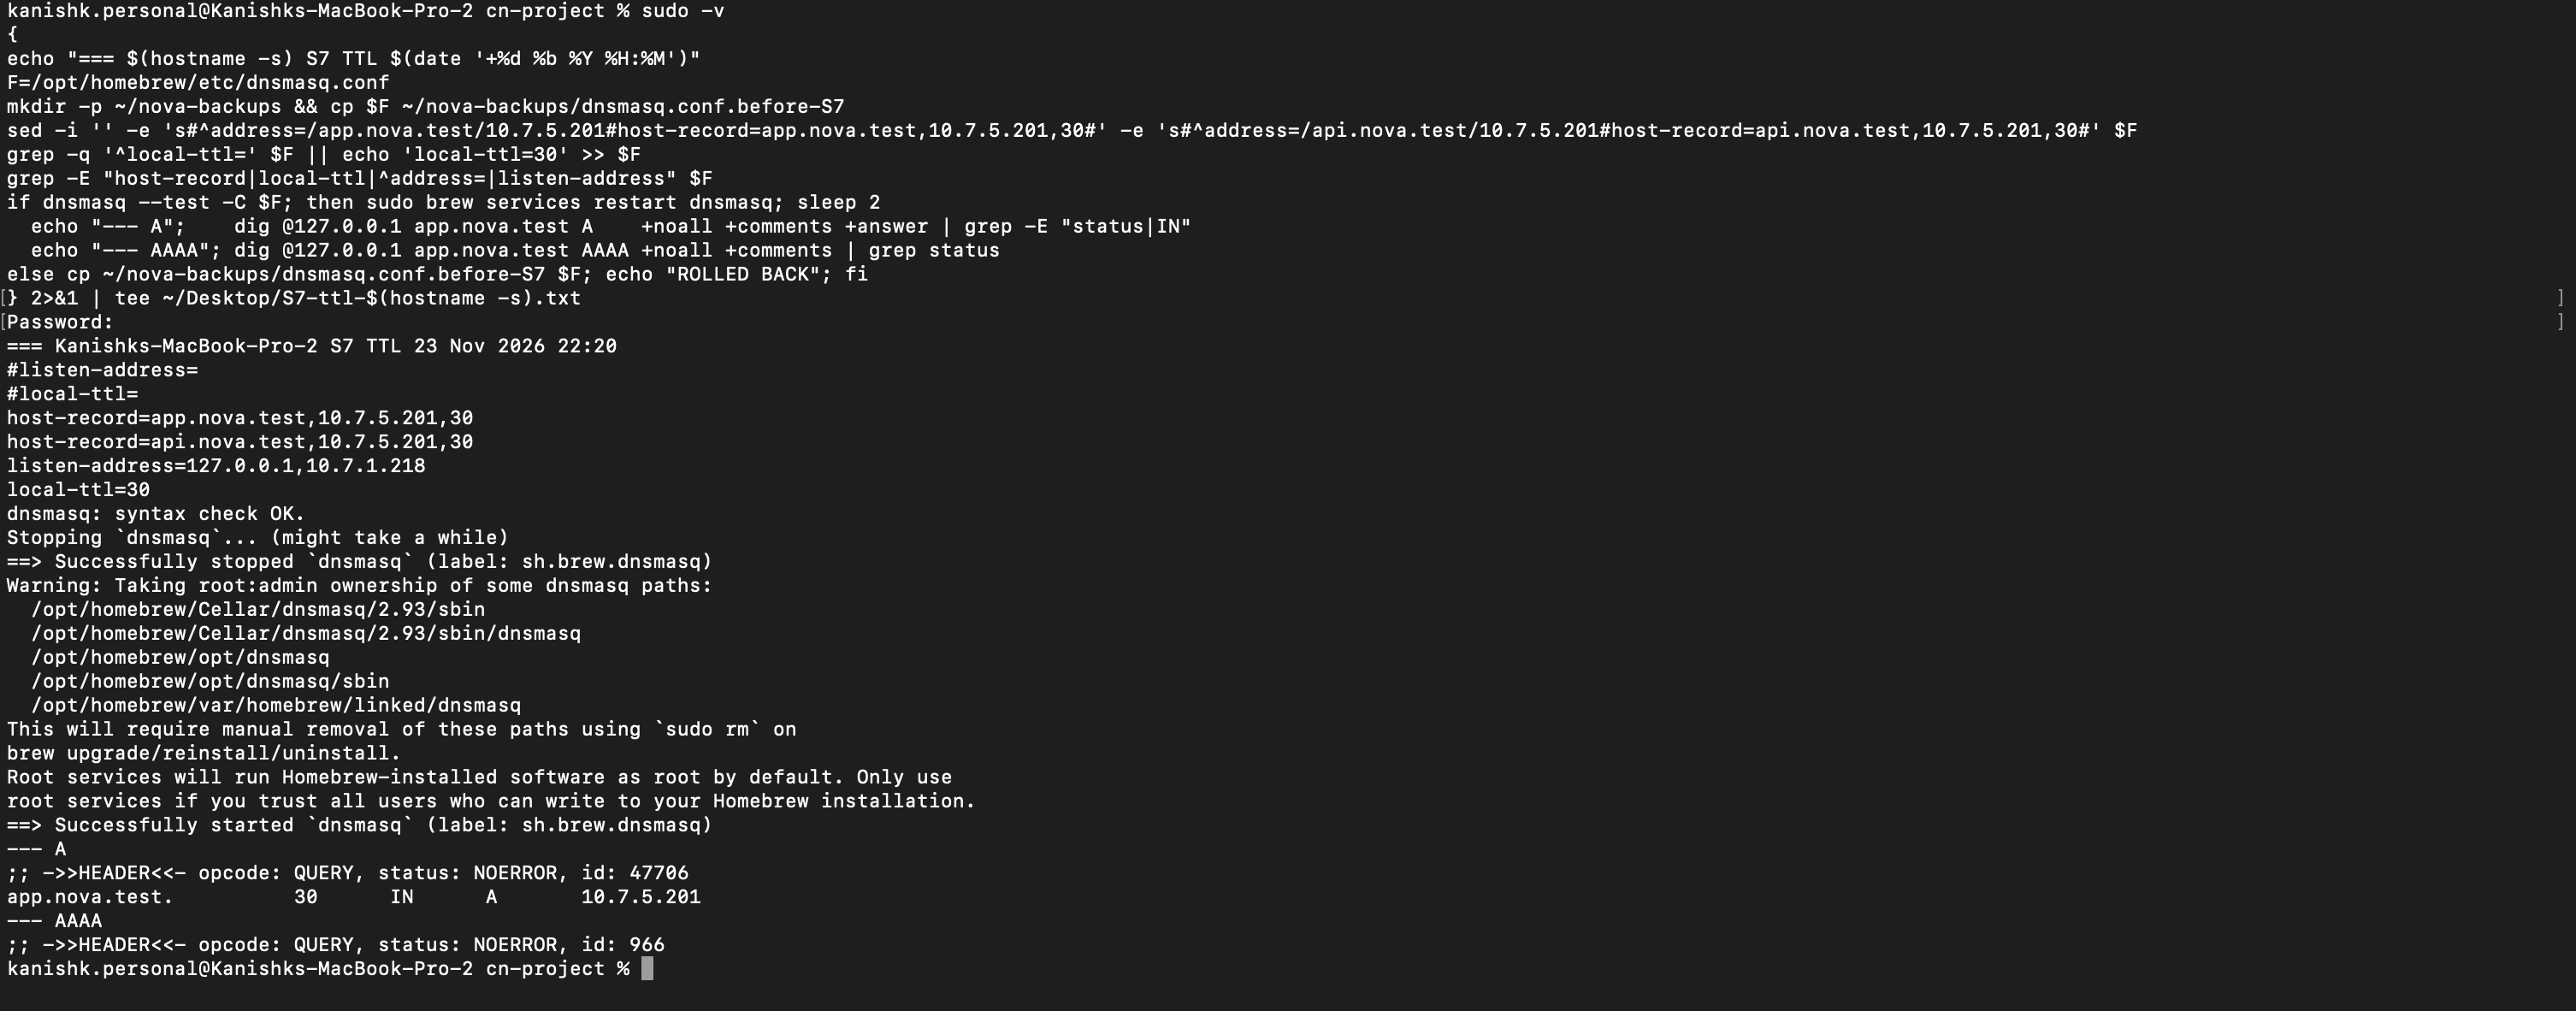 kanishk.personal@Kanishks-MacBook-Pro-2 cn-project % sudo -v
{
echo "=== $(hostname -s) S7 TTL $(date '+%d %b %Y %H:%M')"
F=/opt/homebrew/etc/dnsmasq.conf
mkdir -p ~/nova-backups && cp $F ~/nova-backups/dnsmasq.conf.before-S7
sed -i '' -e 's#^address=/app.nova.test/10.7.5.201#host-record=app.nova.test,10.7.5.201,30#' -e 's#^address=/api.nova.test/10.7.5.201#host-record=api.nova.test,10.7.5.201,30#' $F
grep -q '^local-ttl=' $F || echo 'local-ttl=30' >> $F
grep -E "host-record|local-ttl|^address=|listen-address" $F
if dnsmasq --test -C $F; then sudo brew services restart dnsmasq; sleep 2
  echo "--- A";    dig @127.0.0.1 app.nova.test A    +noall +comments +answer | grep -E "status|IN"
  echo "--- AAAA"; dig @127.0.0.1 app.nova.test AAAA +noall +comments | grep status
else cp ~/nova-backups/dnsmasq.conf.before-S7 $F; echo "ROLLED BACK"; fi
[} 2>&1 | tee ~/Desktop/S7-ttl-$(hostname -s).txt ]
[Password: ]
=== Kanishks-MacBook-Pro-2 S7 TTL 23 Nov 2026 22:20
#listen-address=
#local-ttl=
host-record=app.nova.test,10.7.5.201,30
host-record=api.nova.test,10.7.5.201,30
listen-address=127.0.0.1,10.7.1.218
local-ttl=30
dnsmasq: syntax check OK.
Stopping `dnsmasq`... (might take a while)
==> Successfully stopped `dnsmasq` (label: sh.brew.dnsmasq)
Warning: Taking root:admin ownership of some dnsmasq paths:
  /opt/homebrew/Cellar/dnsmasq/2.93/sbin
  /opt/homebrew/Cellar/dnsmasq/2.93/sbin/dnsmasq
  /opt/homebrew/opt/dnsmasq
  /opt/homebrew/opt/dnsmasq/sbin
  /opt/homebrew/var/homebrew/linked/dnsmasq
This will require manual removal of these paths using `sudo rm` on
brew upgrade/reinstall/uninstall.
Root services will run Homebrew-installed software as root by default. Only use
root services if you trust all users who can write to your Homebrew installation.
==> Successfully started `dnsmasq` (label: sh.brew.dnsmasq)
--- A
;; ->>HEADER<<- opcode: QUERY, status: NOERROR, id: 47706
app.nova.test.          30      IN      A       10.7.5.201
--- AAAA
;; ->>HEADER<<- opcode: QUERY, status: NOERROR, id: 966
kanishk.personal@Kanishks-MacBook-Pro-2 cn-project %